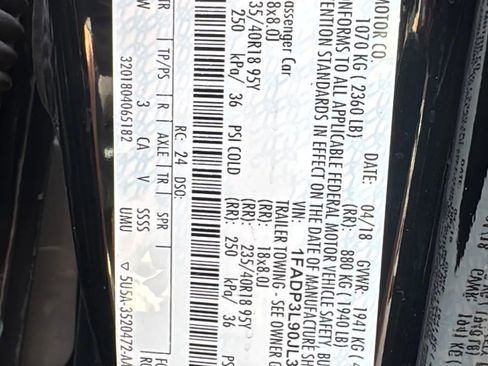 MOTOR CO.
DATE: 04/18 GVWR: 1941 KG
1070 KG ( 2360 LB) (RR): 880 KG ( 1940 LB)
NFORMS TO ALL APPLICABLE FEDERAL MOTOR VEHICLE SAFETY, BU
ENTION STANDARDS IN EFFECT ON THE DATE OF MANUFACTURE SH
VIN: 1FADP3L90JL3
assenger Car TRAILER TOWING - SEE OWNER
8x8.0J (RR): 18x8.0J
35/40R18 95Y (RR): 235/40R18 95Y
250 kPa/ 36 PSI COLD (RR): 250 kPa/ 36 PS
RC: 24 DSO:
TR TP/PS R AXLE TR SPR
W 3 CA V SSSS
3201804065182 UMU
5U5A-3520472-AA